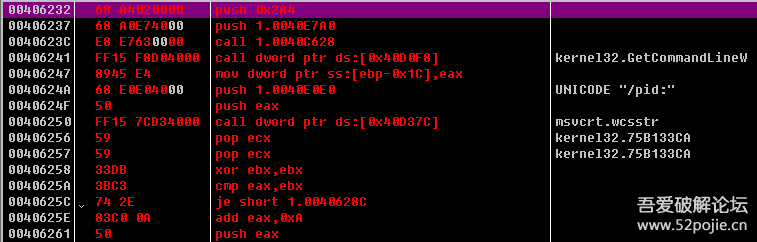 00406232 68 A4020000 push 0x2A4
00406237 68 A0E74000 push 1.0040E7A0
0040623C E8 E7630000 call 1.0040C628
00406241 FF15 F8D04000 call dword ptr ds:[0x40D0F8] kernel32.GetCommandLineW
00406247 8945 E4 mov dword ptr ss:[ebp-0x1C],eax
0040624A 68 E0E04000 push 1.0040E0E0 UNICODE "/pid:"
0040624F 50 push eax
00406250 FF15 7CD34000 call dword ptr ds:[0x40D37C] msvcrt.wcsstr
00406256 59 pop ecx kernel32.75B133CA
00406257 59 pop ecx kernel32.75B133CA
00406258 33DB xor ebx,ebx
0040625A 3BC3 cmp eax,ebx
0040625C 74 2E je short 1.0040628C
0040625E 83C0 0A add eax,0xA
00406261 50 push eax
吾爱破解论坛
www.52pojie.cn